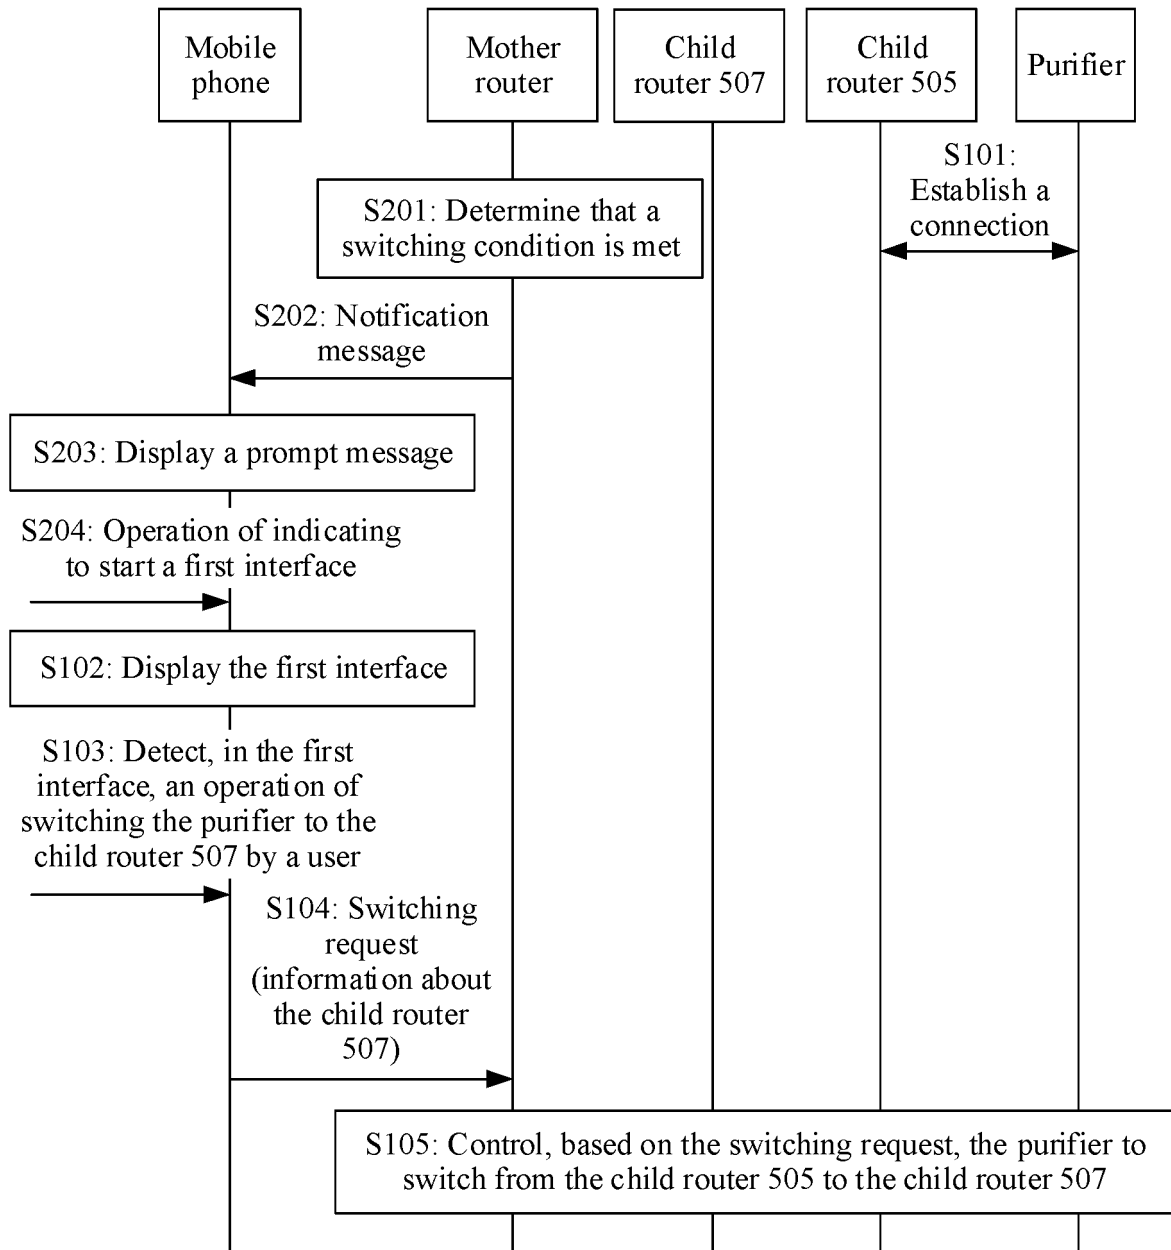 Mobile
phone
Mother
router
Child
router 507
Child
router 505
Purifier
S101:
Establish a
connection
S201: Determine that a
switching condition is met
S202: Notification
message
S203: Display a prompt message
S204: Operation of indicating
to start a first interface
S102: Display the first interface
S103: Detect, in the first
interface, an operation of
switching the purifier to the
child router 507 by a user
S104: Switching
request
(information about
the child router
507)
S105: Control, based on the switching request, the purifier to
switch from the child router 505 to the child router 507